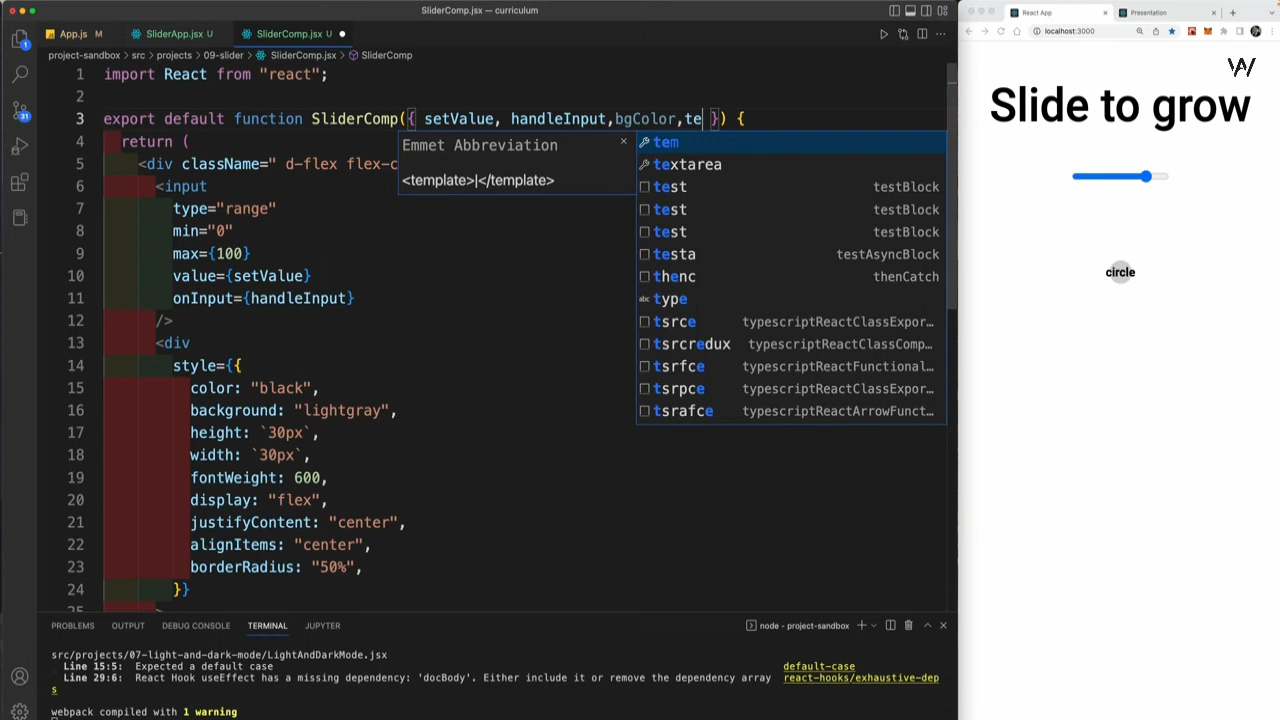 SliderComp.jsx — curriculum
App.js M
SliderApp.jsx U
SliderComp.jsx U
project-sandbox › src › projects › 09-slider › SliderComp.jsx › SliderComp
1 import React from "react";
2
3 export default function SliderComp({ setValue, handleInput,bgColor,te }) {
4 return (
5 <div className=" d-flex flex-c
6 <input
7 type="range"
8 min="0"
9 max={100}
10 value={setValue}
11 onInput={handleInput}
12 />
13 <div
14 style={{
15 color: "black",
16 background: "lightgray",
17 height: `30px`,
18 width: `30px`,
19 fontWeight: 600,
20 display: "flex",
21 justifyContent: "center",
22 alignItems: "center",
23 borderRadius: "50%",
24 }}
25 >
Emmet Abbreviation ×
<template>|</template>
tem
textarea
test testBlock
test testBlock
test testBlock
testa testAsyncBlock
thenc thenCatch
abc type
tsrce typescriptReactClassExpor…
tsrcredux typescriptReactClassComp…
tsrfce typescriptReactFunctional…
tsrpce typescriptReactClassExpor…
tsrafce typescriptReactArrowFunct…
1
31
PROBLEMS OUTPUT DEBUG CONSOLE TERMINAL JUPYTER
node - project-sandbox
src/projects/07-light-and-dark-mode/LightAndDarkMode.jsx
Line 15:5: Expected a default case default-case
Line 29:6: React Hook useEffect has a missing dependency: 'docBody'. Either include it or remove the dependency array react-hooks/exhaustive-dep
s
webpack compiled with 1 warning
React App
Presentation
localhost:3000
W
Slide to grow
circle